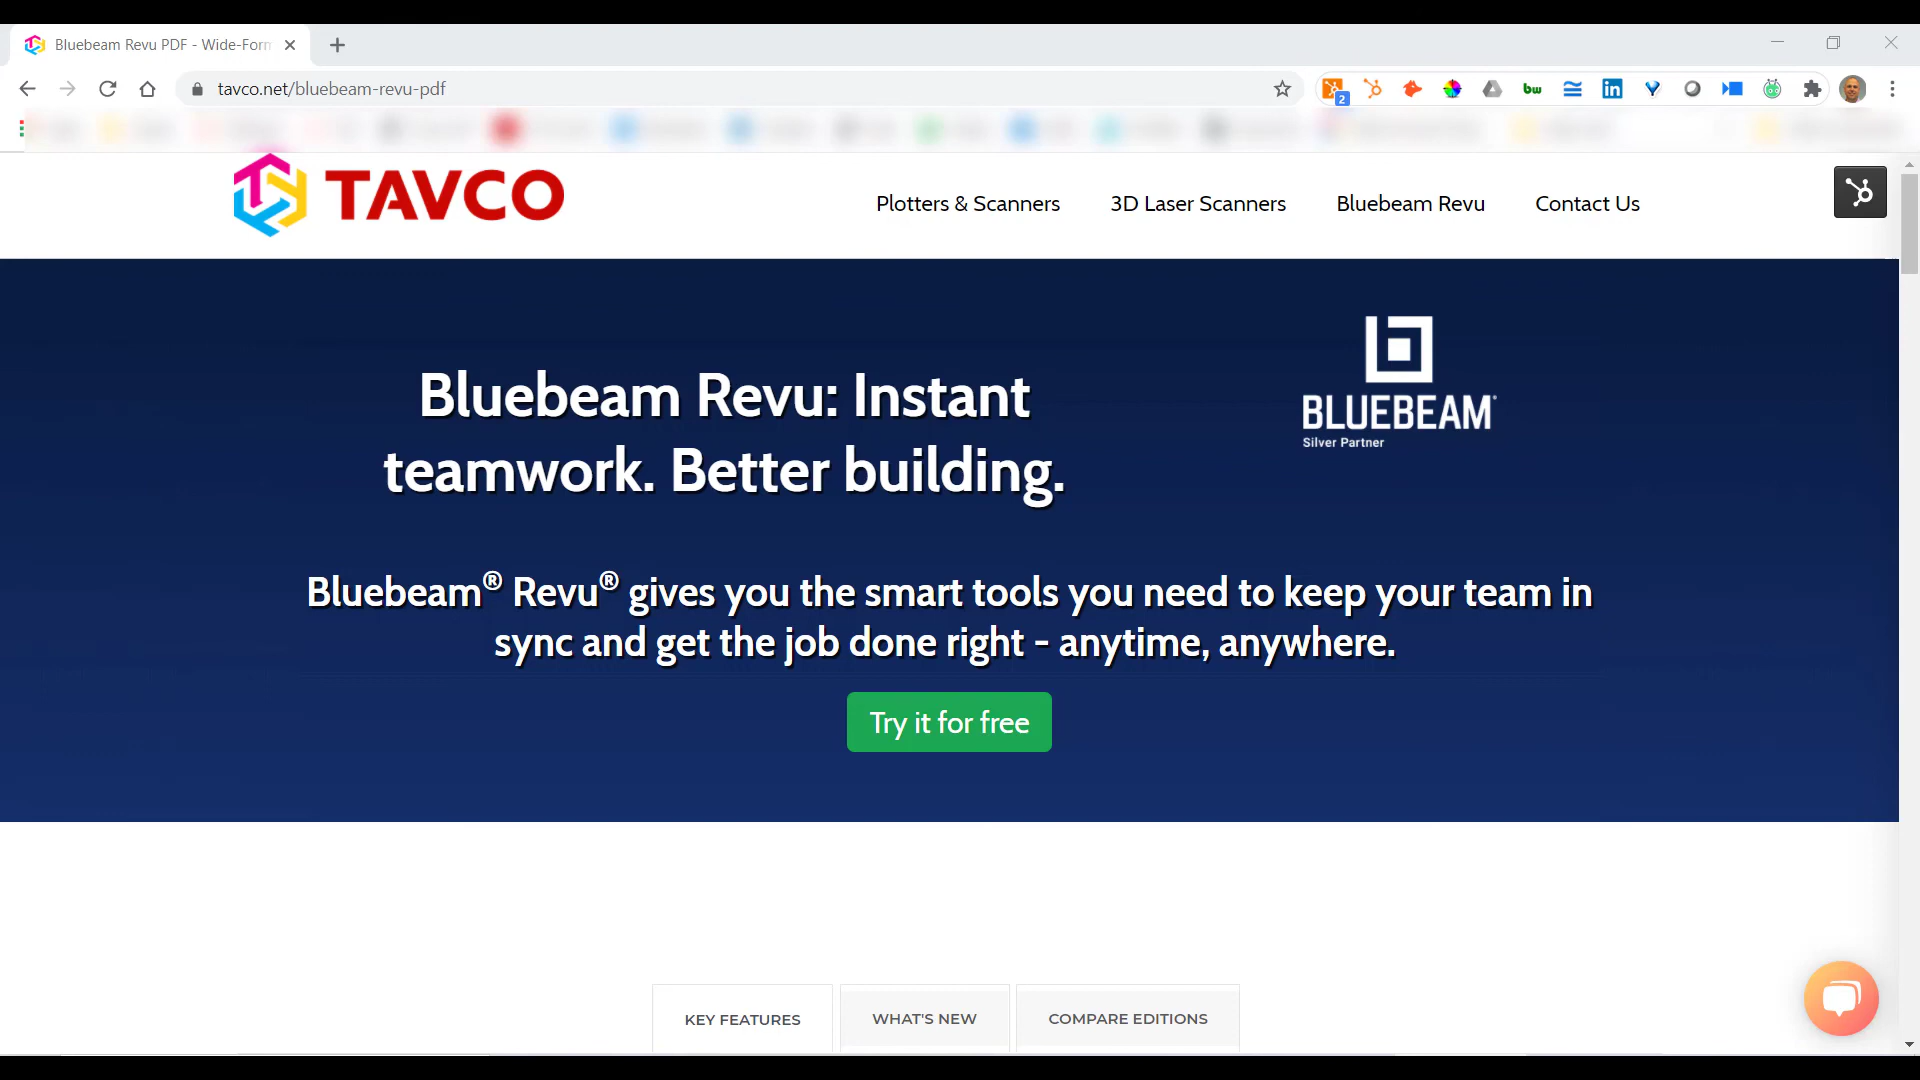 Bluebeam Revu PDF - Wide-Form
tavco.net/bluebeam-revu-pdf
2
bw
in
TAVCO
Plotters & Scanners
3D Laser Scanners
Bluebeam Revu
Contact Us
Bluebeam Revu: Instant
teamwork. Better building.
BLUEBEAM®
Silver Partner
Bluebeam® Revu® gives you the smart tools you need to keep your team in
sync and get the job done right - anytime, anywhere.
Try it for free
KEY FEATURES
WHAT'S NEW
COMPARE EDITIONS